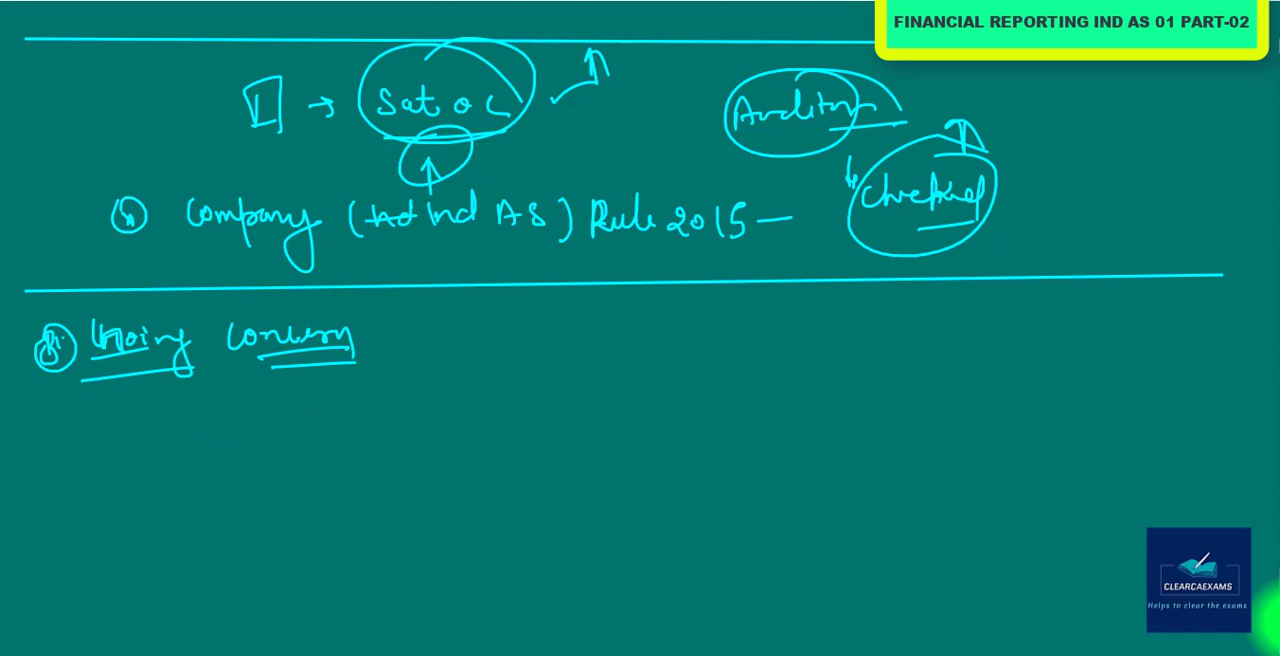 FINANCIAL REPORTING IND AS 01 PART-02
I → Sat o C
Auditor
Checked
Company (Ind AS) Rule 2015 —
Going Concern
CLEARCAEXAMS
Helps to clear the exams